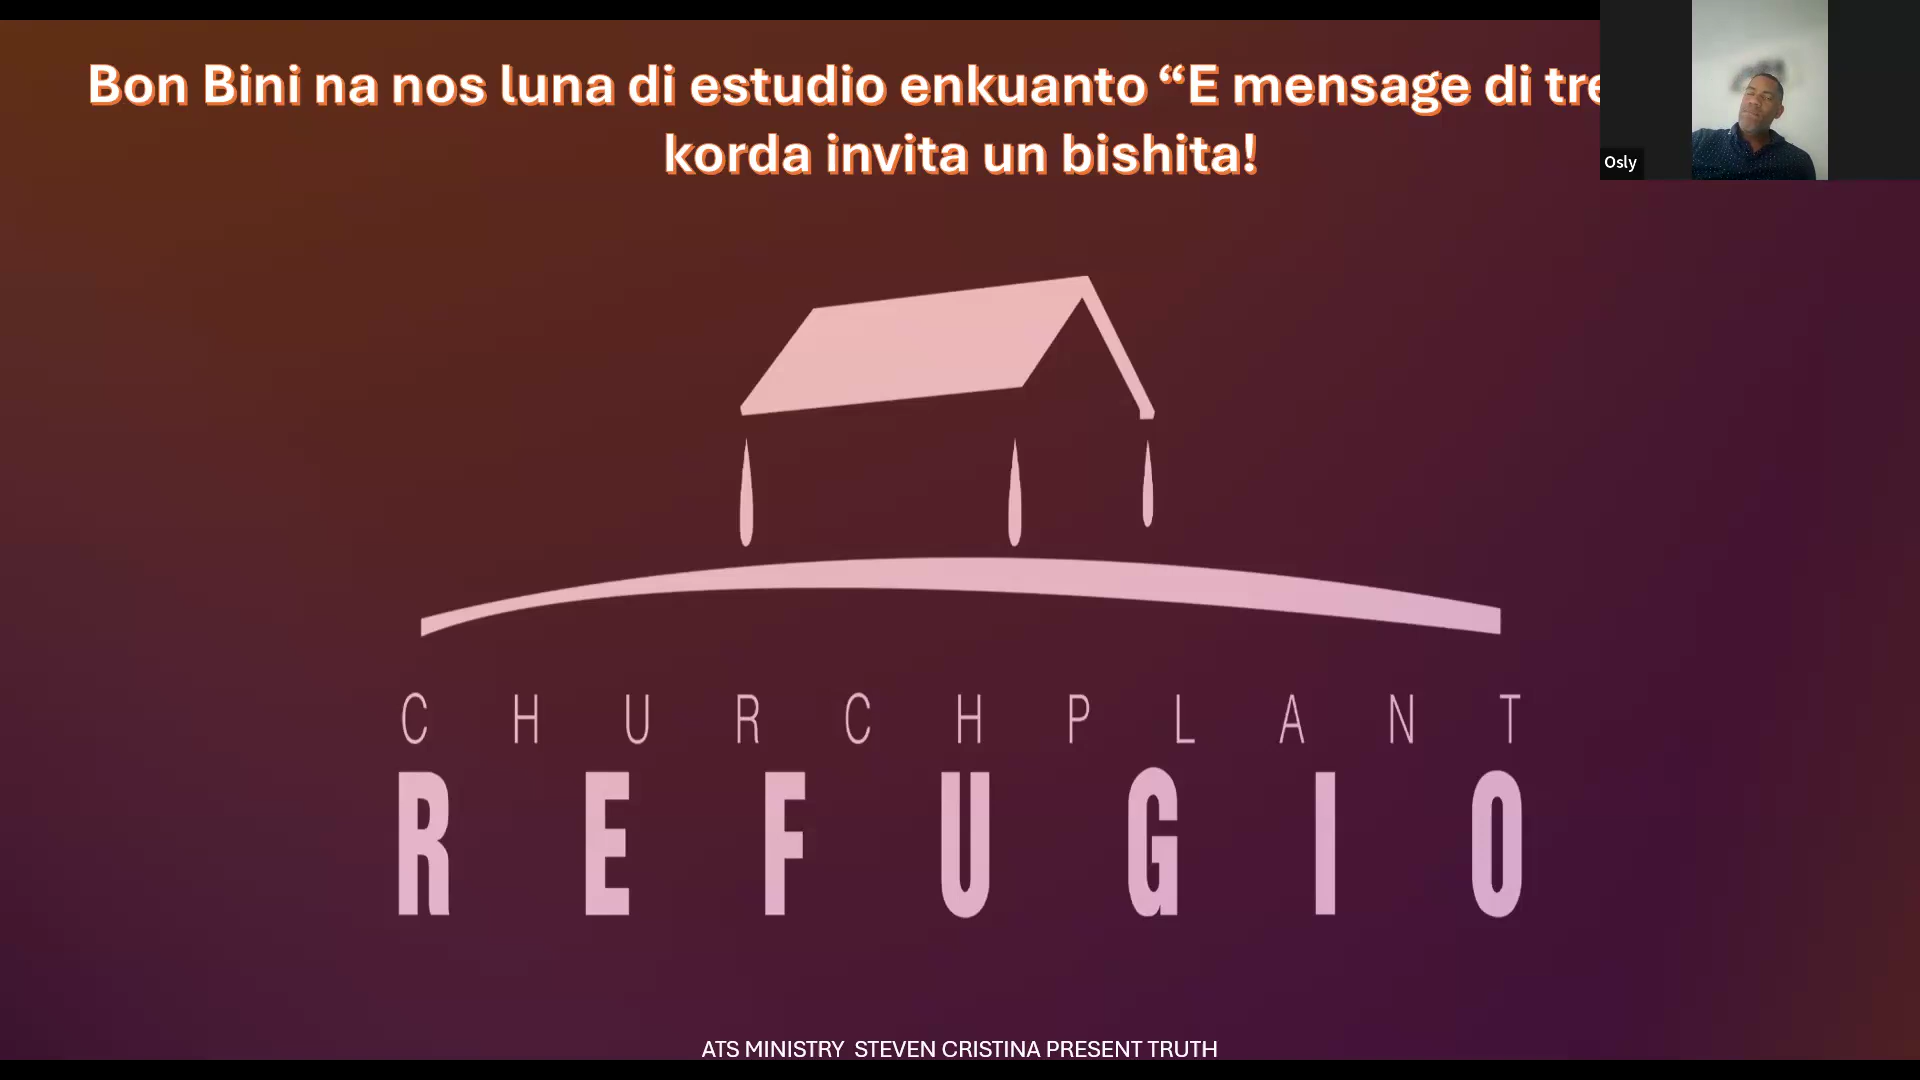 Bon Bini na nos luna di estudio enkuanto “E mensage di
korda invita un bishita!
Osly
CHURCHPLANT
REFUGIO
ATS MINISTRY STEVEN CRISTINA PRESENT TRUTH